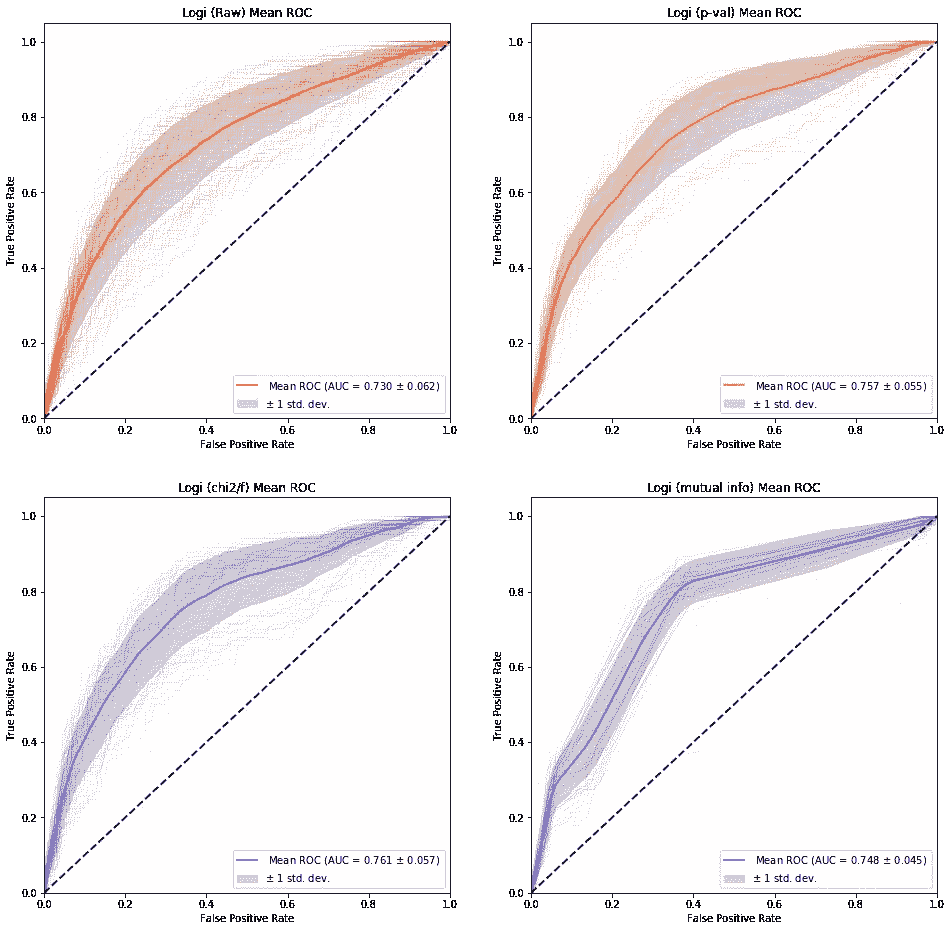 Logi (Raw) Mean ROC
True Positive Rate
1.0
0.8
0.6
0.4
0.2
0.0
Mean ROC (AUC = 0.730 ± 0.062)
± 1 std. dev.
0.0 0.2 0.4 0.6 0.8 1.0
False Positive Rate
Logi (p-val) Mean ROC
True Positive Rate
1.0
0.8
0.6
0.4
0.2
0.0
Mean ROC (AUC = 0.757 ± 0.055)
± 1 std. dev.
0.0 0.2 0.4 0.6 0.8 1.0
False Positive Rate
Logi (chi2/f) Mean ROC
True Positive Rate
1.0
0.8
0.6
0.4
0.2
0.0
Mean ROC (AUC = 0.761 ± 0.057)
± 1 std. dev.
0.0 0.2 0.4 0.6 0.8 1.0
False Positive Rate
Logi (mutual info) Mean ROC
True Positive Rate
1.0
0.8
0.6
0.4
0.2
0.0
Mean ROC (AUC = 0.748 ± 0.045)
± 1 std. dev.
0.0 0.2 0.4 0.6 0.8 1.0
False Positive Rate